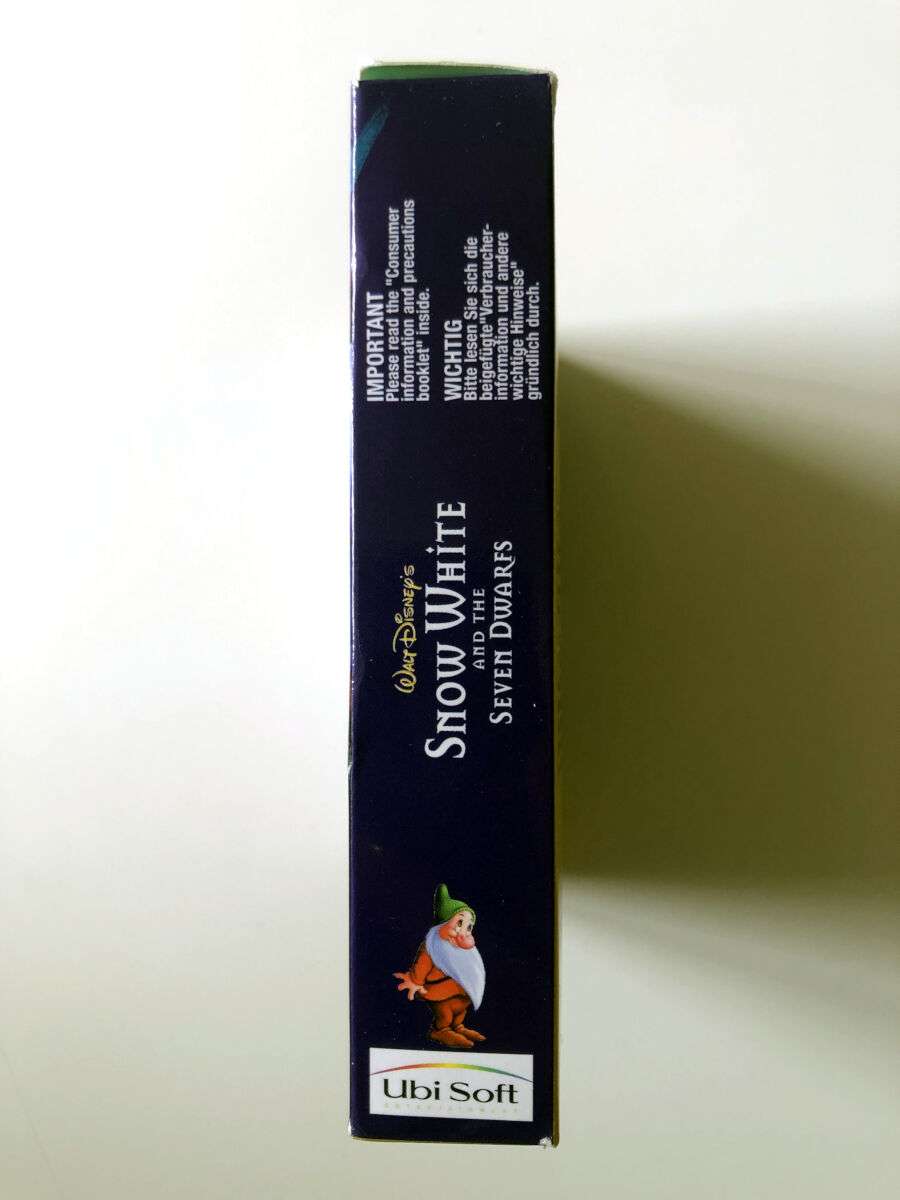 IMPORTANT
Please read the "Consumer
information and precautions
booklet" inside.
WICHTIG
Bitte lesen Sie sich die
beigefügte"Verbraucher-
information und andere
wichtige Hinweise"
gründlich durch.
WALT DISNEY'S
SNOW WHITE
AND THE
SEVEN DWARFS
Ubi Soft
ENTERTAINMENT